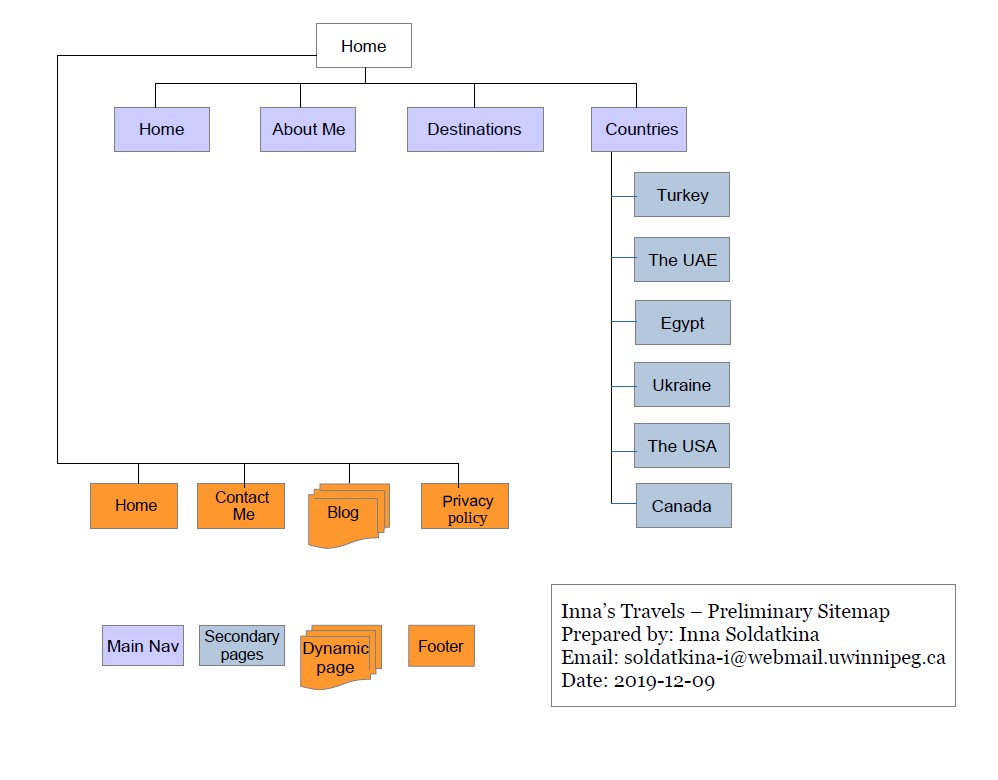 Home
Home
About Me
Destinations
Countries
Turkey
The UAE
Egypt
Ukraine
The USA
Canada
Home
Contact
Me
Blog
Privacy
policy
Main Nav
Secondary
pages
Dynamic
page
Footer
Inna's Travels – Preliminary Sitemap
Prepared by: Inna Soldatkina
Email: soldatkina-i@webmail.uwinnipeg.ca
Date: 2019-12-09